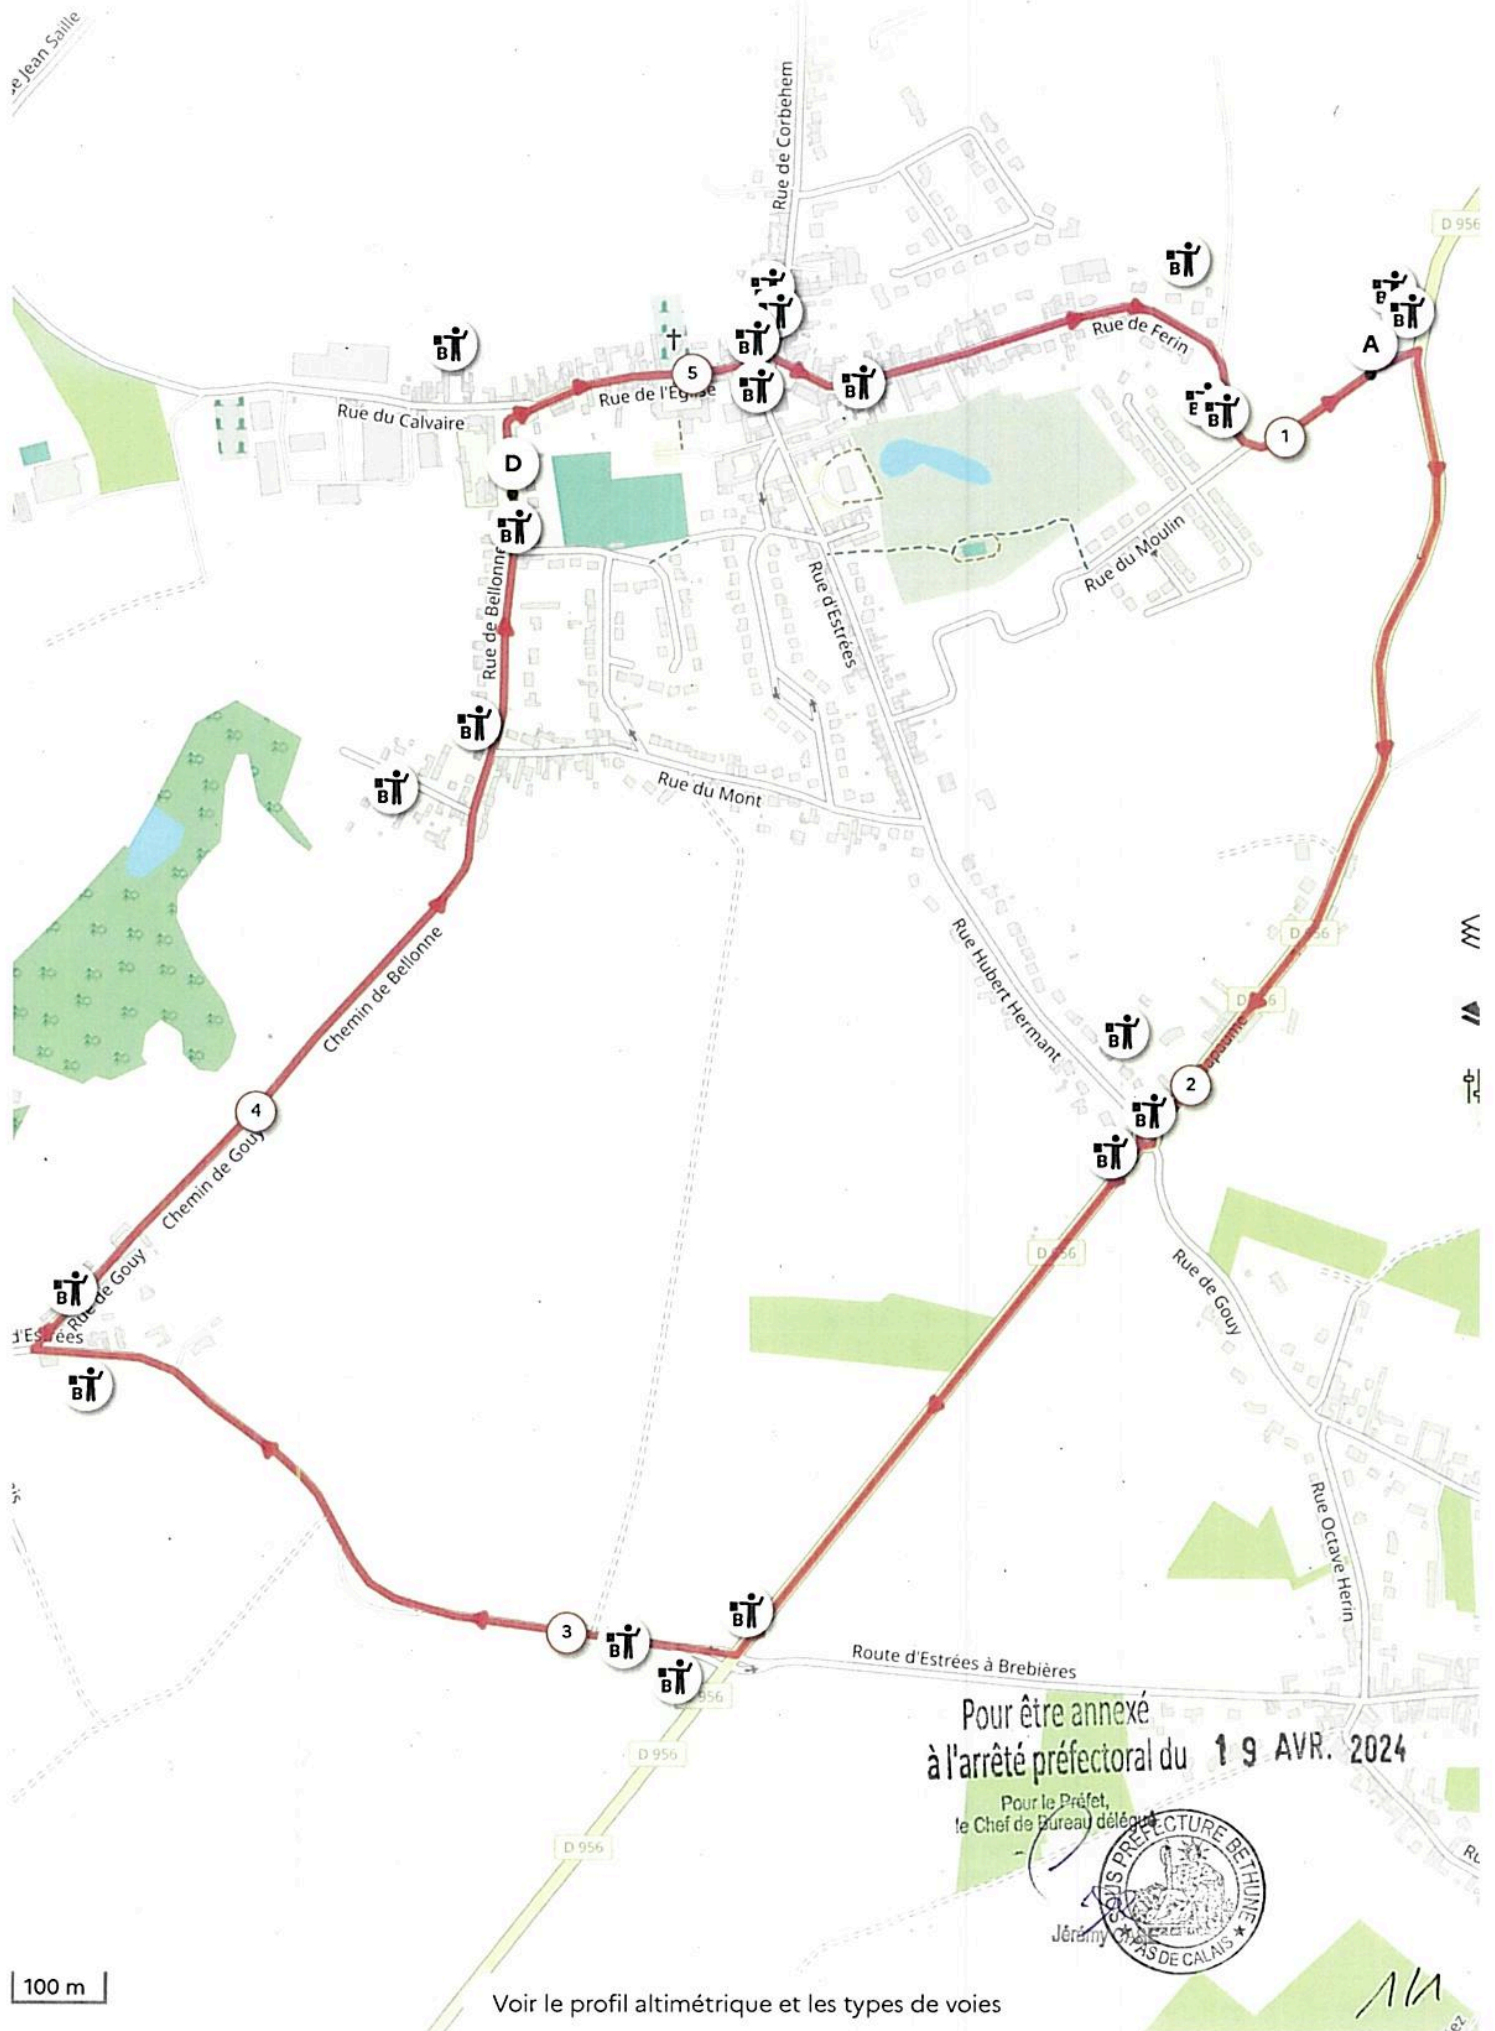 e Jean Saille
Rue de Corbehem
D 956
B
B
B
B
B
A
Rue de Ferin
B
B
5
Rue de l'Église
B
B
B
1
Rue du Calvaire
D
B
Rue de Bellonne
Rue du Moulin
Rue d'Estrées
B
B
Rue du Mont
Chemin de Bellonne
Rue Hubert Hermant
D 956
D 956
B
2
B
B
4
Chemin de Gouy
D 956
Rue de Gouy
B
Rue de Gouy
d'Estrées
B
Rue Octave Herin
3
B
B
B
Route d'Estrées à Brebières
956
Pour être annexé
à l'arrêté préfectoral du 19 AVR. 2024
D 956
Pour le Préfet,
le Chef de Bureau délégué
SOUS PREFECTURE BETHUNE
D 956
Jérémy
PAS DE CALAIS
100 m
Voir le profil altimétrique et les types de voies
1/1